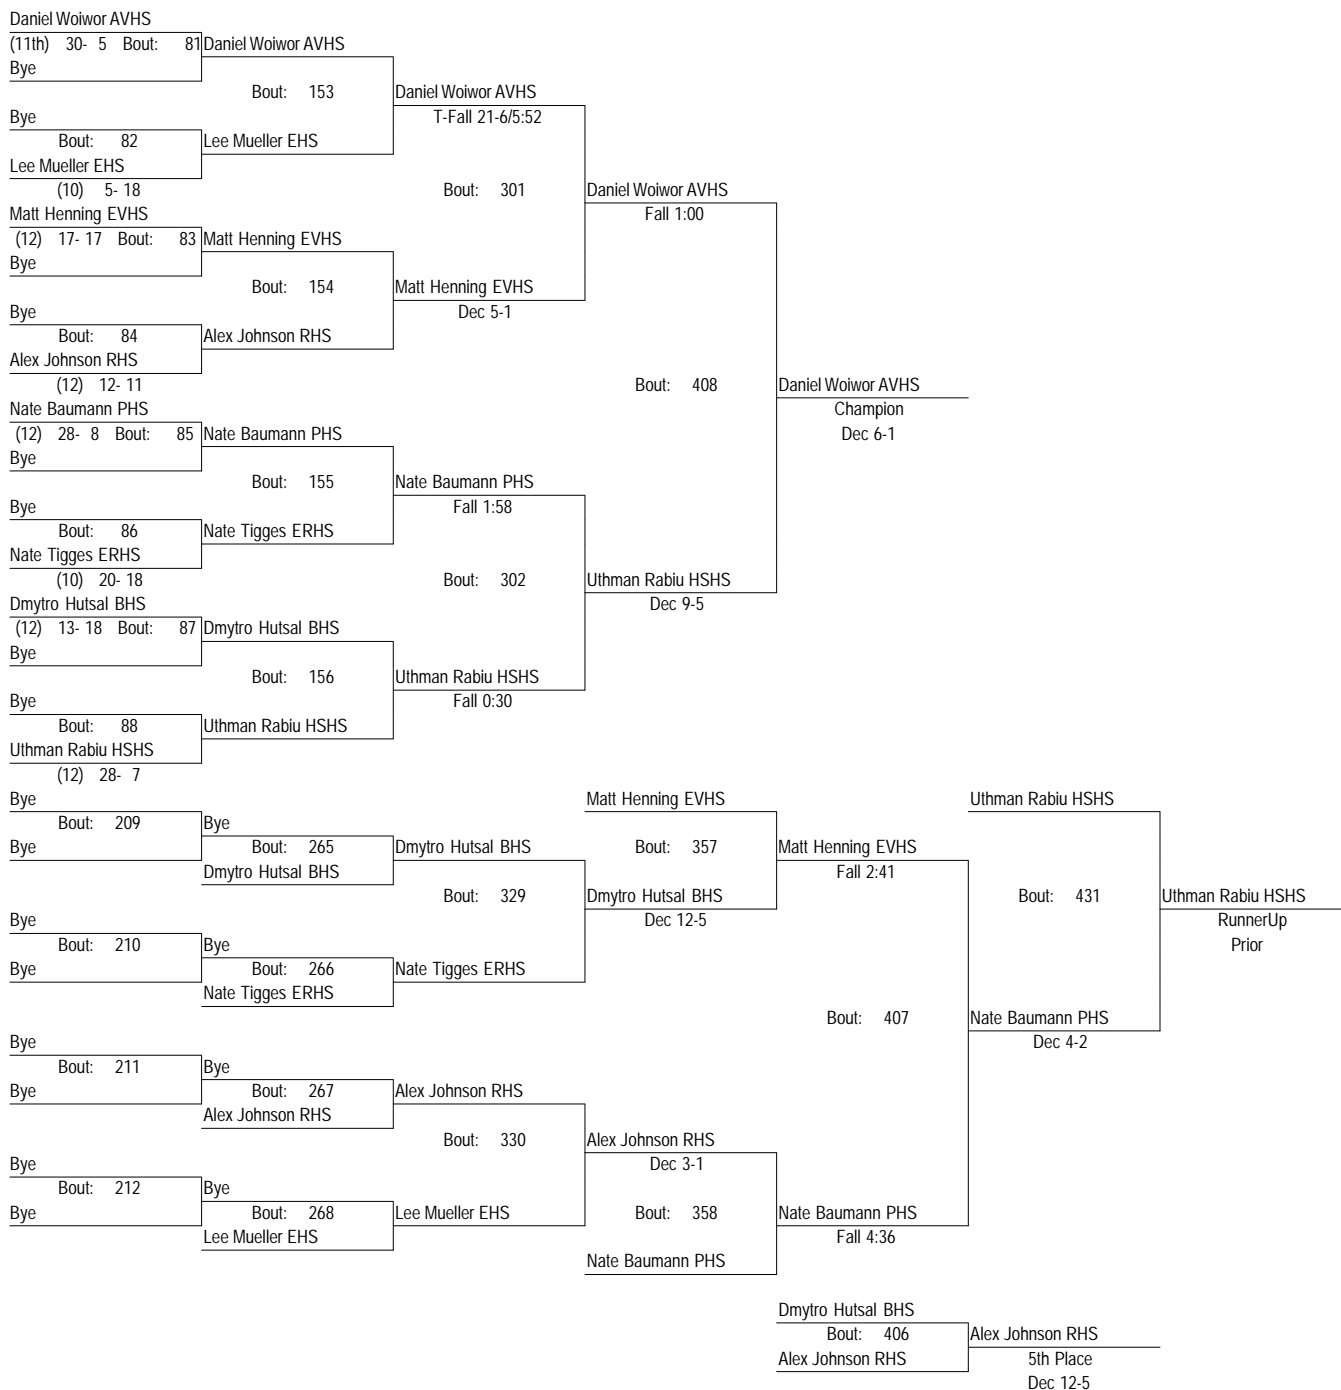 Daniel Woiwor AVHS
(11th) 30- 5 Bout: 81 Daniel Woiwor AVHS
Bye
Bout: 153 Daniel Woiwor AVHS
Bye T-Fall 21-6/5:52
Bout: 82 Lee Mueller EHS
Lee Mueller EHS
(10) 5- 18 Bout: 301 Daniel Woiwor AVHS
Matt Henning EVHS Fall 1:00
(12) 17- 17 Bout: 83 Matt Henning EVHS
Bye
Bout: 154 Matt Henning EVHS
Bye Dec 5-1
Bout: 84 Alex Johnson RHS
Alex Johnson RHS
(12) 12- 11 Bout: 408 Daniel Woiwor AVHS
Nate Baumann PHS Champion
(12) 28- 8 Bout: 85 Nate Baumann PHS Dec 6-1
Bye
Bout: 155 Nate Baumann PHS
Bye Fall 1:58
Bout: 86 Nate Tigges ERHS
Nate Tigges ERHS
(10) 20- 18 Bout: 302 Uthman Rabiu HSHS
Dmytro Hutsal BHS Dec 9-5
(12) 13- 18 Bout: 87 Dmytro Hutsal BHS
Bye
Bout: 156 Uthman Rabiu HSHS
Bye Fall 0:30
Bout: 88 Uthman Rabiu HSHS
Uthman Rabiu HSHS
(12) 28- 7
Bye Matt Henning EVHS Uthman Rabiu HSHS
Bout: 209 Bye
Bye Bout: 265 Dmytro Hutsal BHS Bout: 357 Matt Henning EVHS
Dmytro Hutsal BHS Fall 2:41
Bout: 329 Dmytro Hutsal BHS Bout: 431 Uthman Rabiu HSHS
Bye Dec 12-5 RunnerUp
Bout: 210 Bye Prior
Bye Bout: 266 Nate Tigges ERHS
Nate Tigges ERHS
Bout: 407 Nate Baumann PHS
Bye Dec 4-2
Bout: 211 Bye
Bye Bout: 267 Alex Johnson RHS
Alex Johnson RHS
Bout: 330 Alex Johnson RHS
Bye Dec 3-1
Bout: 212 Bye
Bye Bout: 268 Lee Mueller EHS Bout: 358 Nate Baumann PHS
Lee Mueller EHS Fall 4:36
Nate Baumann PHS
Dmytro Hutsal BHS
Bout: 406 Alex Johnson RHS
Alex Johnson RHS 5th Place
Dec 12-5